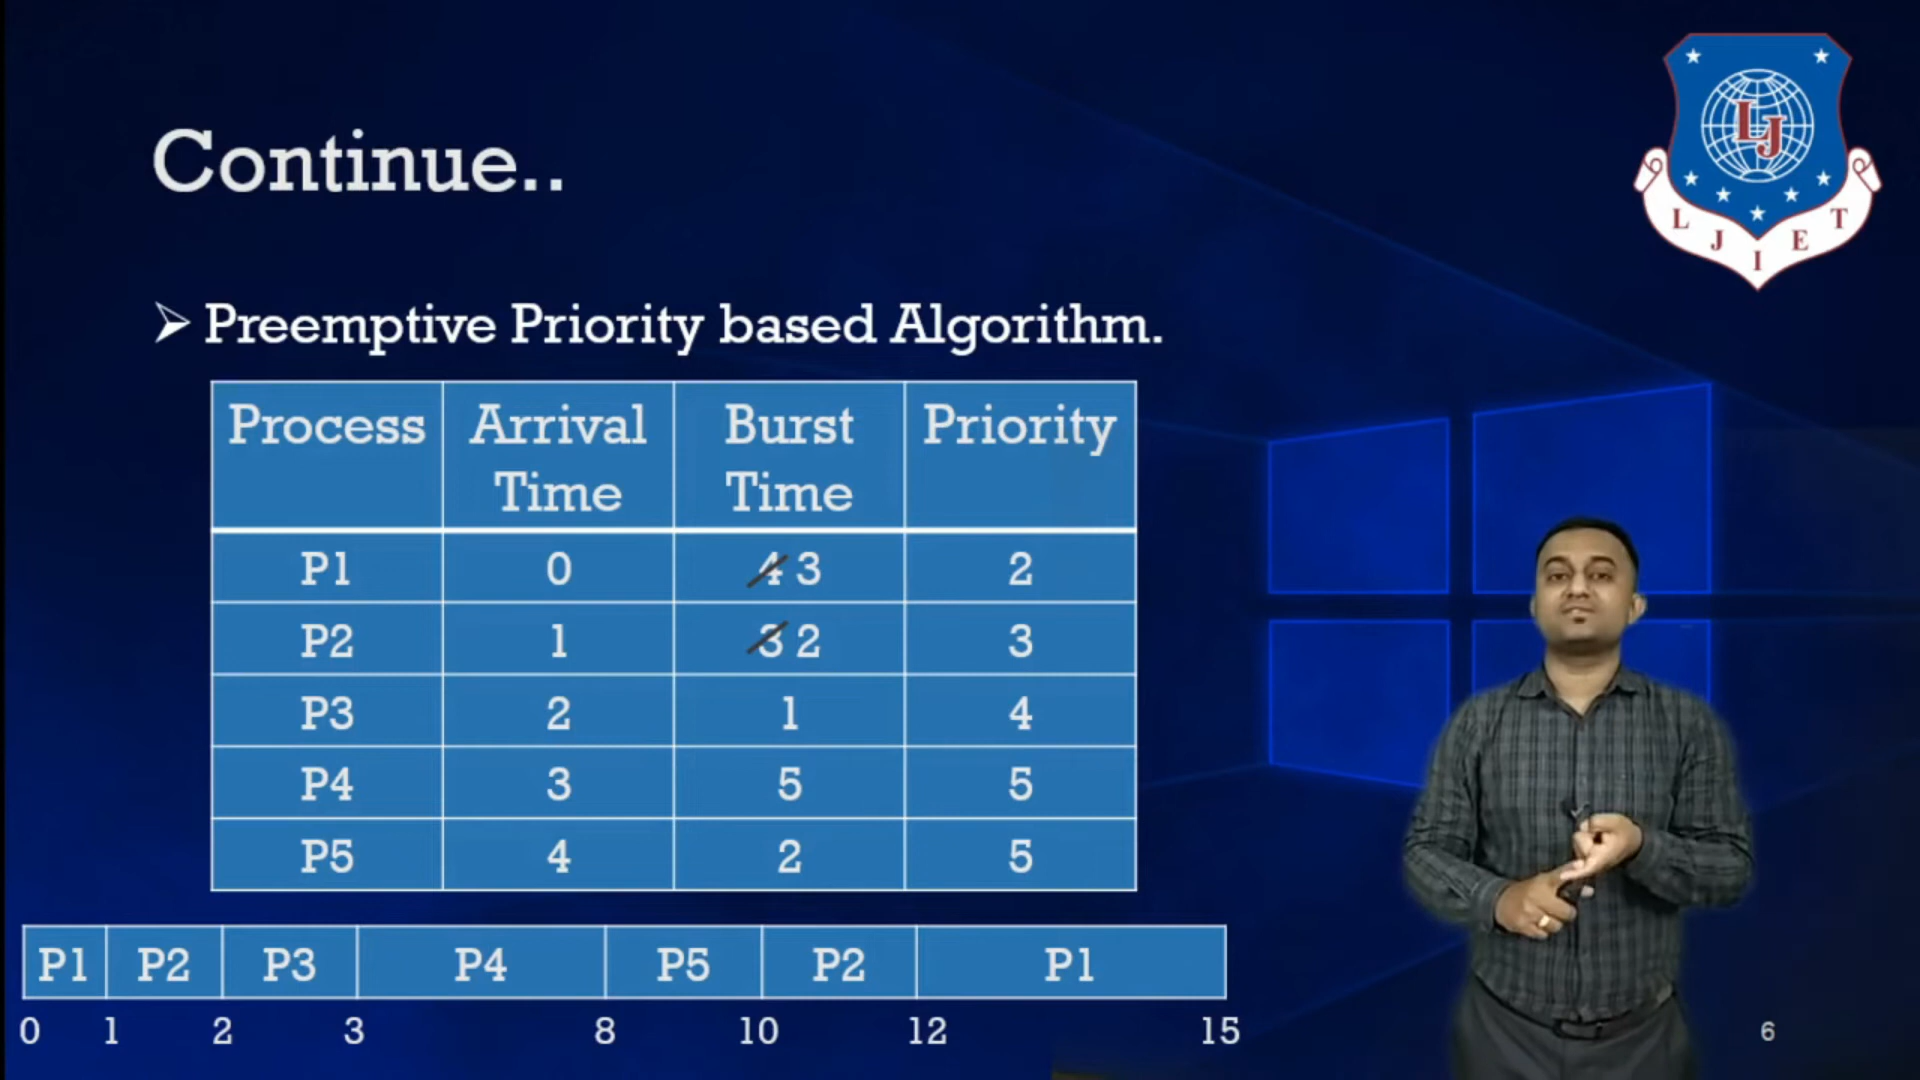 Continue..
L J
L J I E T
➢ Preemptive Priority based Algorithm.
Process Arrival Time Burst Time Priority
P1 0 4 3 2
P2 1 3 2 3
P3 2 1 4
P4 3 5 5
P5 4 2 5
P1 P2 P3 P4 P5 P2 P1
0 1 2 3 8 10 12 15
6